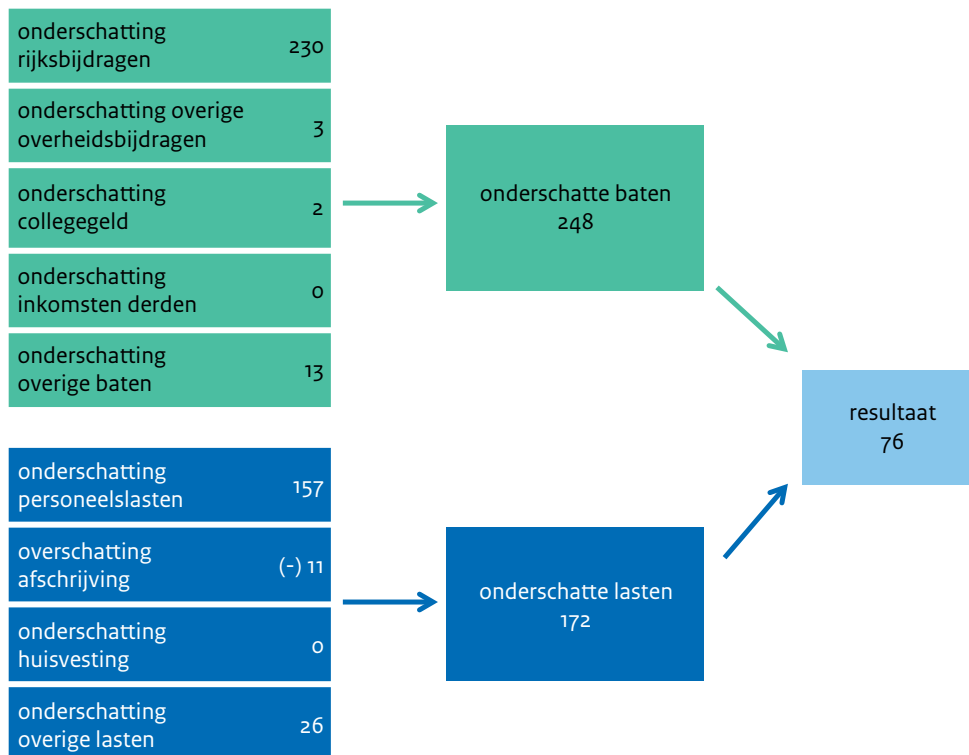 onderschatting
rijksbijdragen 230
onderschatting overige
overheidsbijdragen 3
onderschatting
collegegeld 2
onderschatting
inkomsten derden 0
onderschatting
overige baten 13
onderschatte baten
248
resultaat
76
onderschatting
personeelslasten 157
overschatting
afschrijving (-) 11
onderschatting
huisvesting 0
onderschatting
overige lasten 26
onderschatte lasten
172